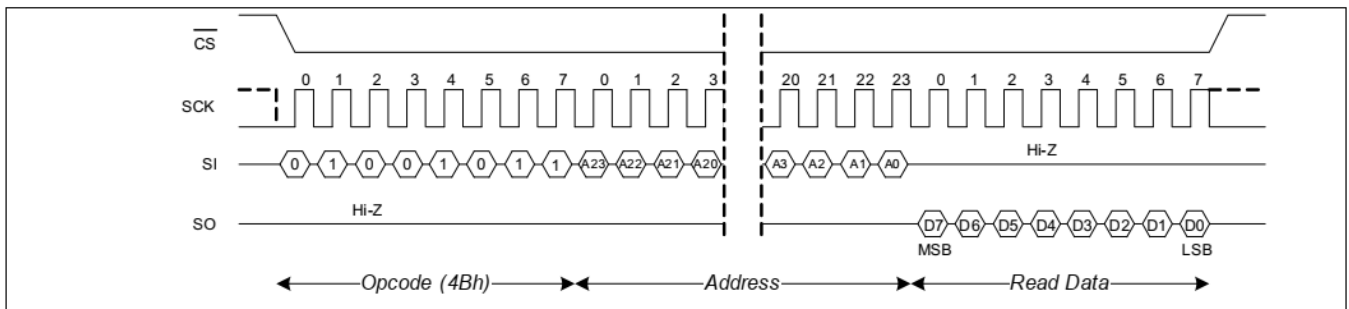 CS
0 1 2 3 4 5 6 7 0 1 2 3 20 21 22 23 0 1 2 3 4 5 6 7
SCK
Hi-Z
SI 0 1 0 0 1 0 1 1 A23 A22 A21 A20 A3 A2 A1 A0
Hi-Z
SO D7 D6 D5 D4 D3 D2 D1 D0
MSB LSB
Opcode (4Bh) Address Read Data